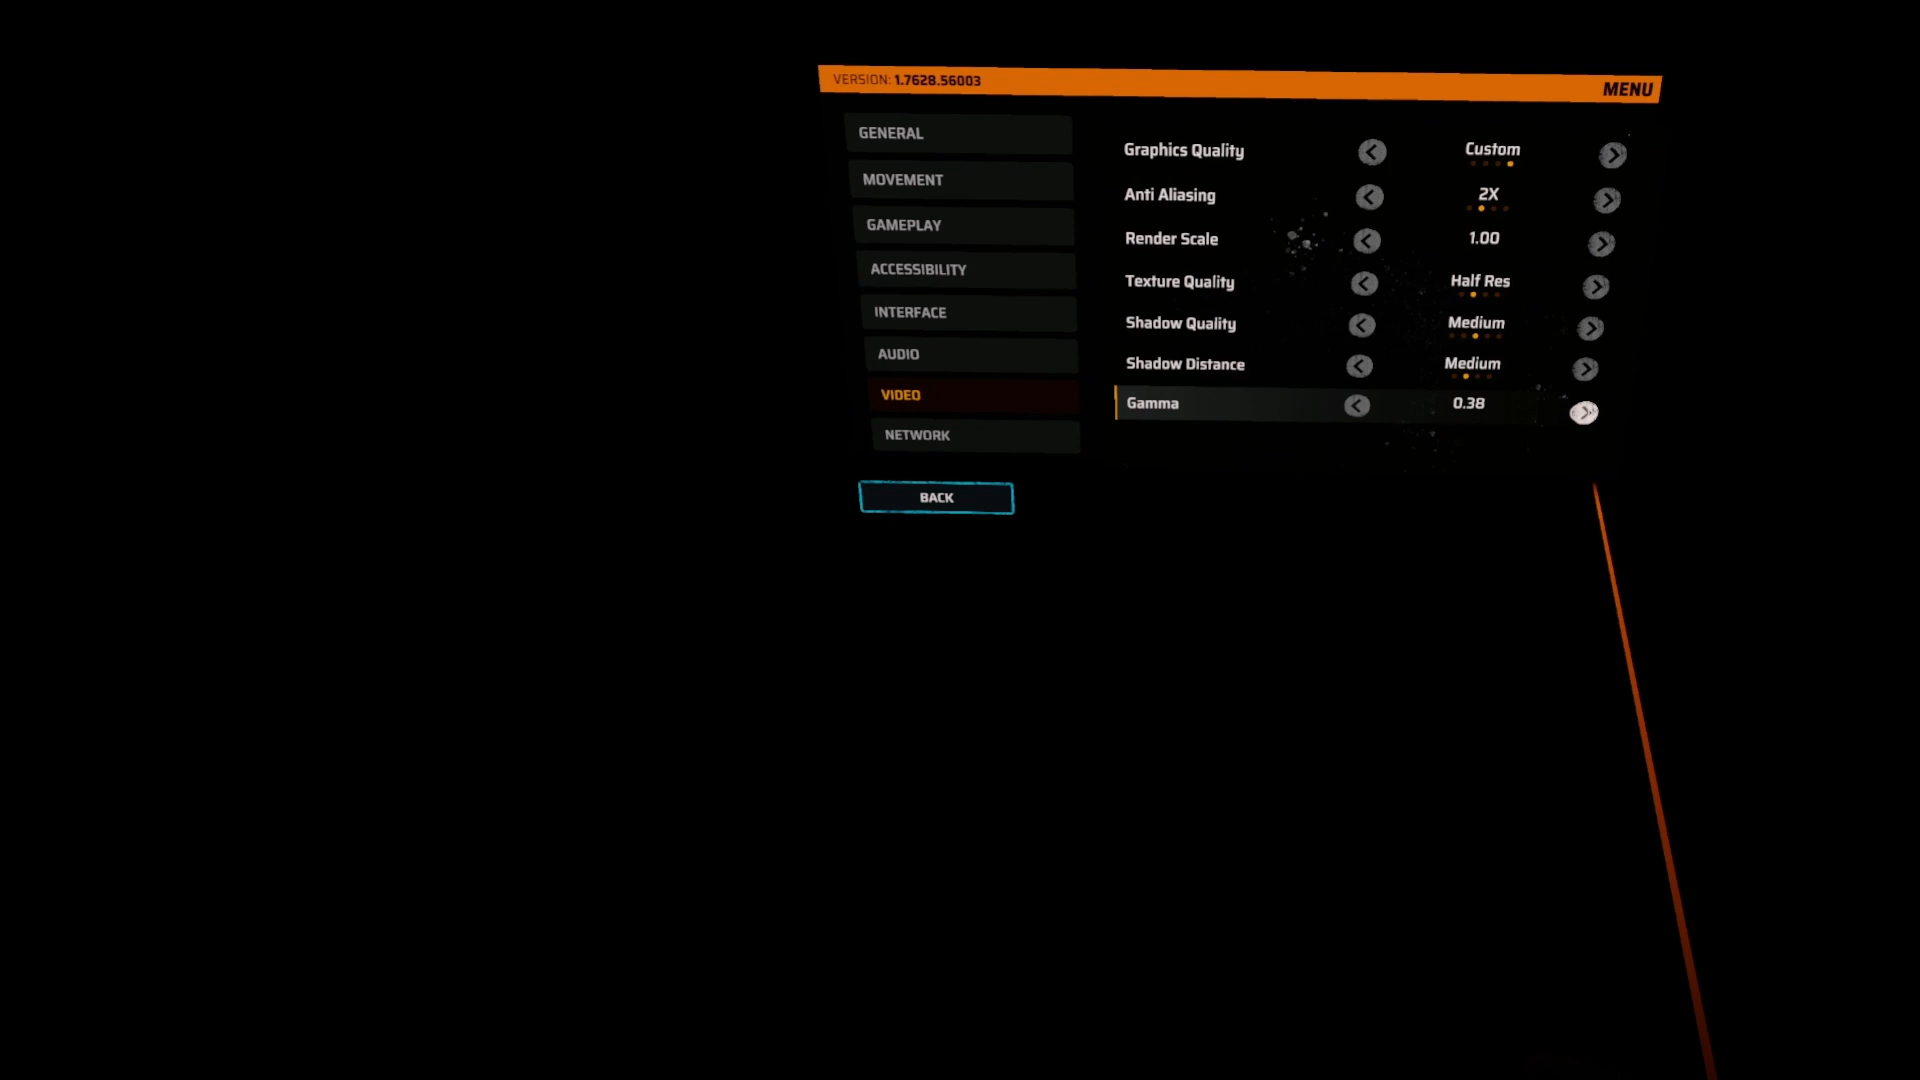 VERSION: 1.7628.56003
MENU
GENERAL
MOVEMENT
GAMEPLAY
ACCESSIBILITY
INTERFACE
AUDIO
VIDEO
NETWORK
Graphics Quality Custom
Anti Aliasing 2X
Render Scale 1.00
Texture Quality Half Res
Shadow Quality Medium
Shadow Distance Medium
Gamma 0.38
BACK